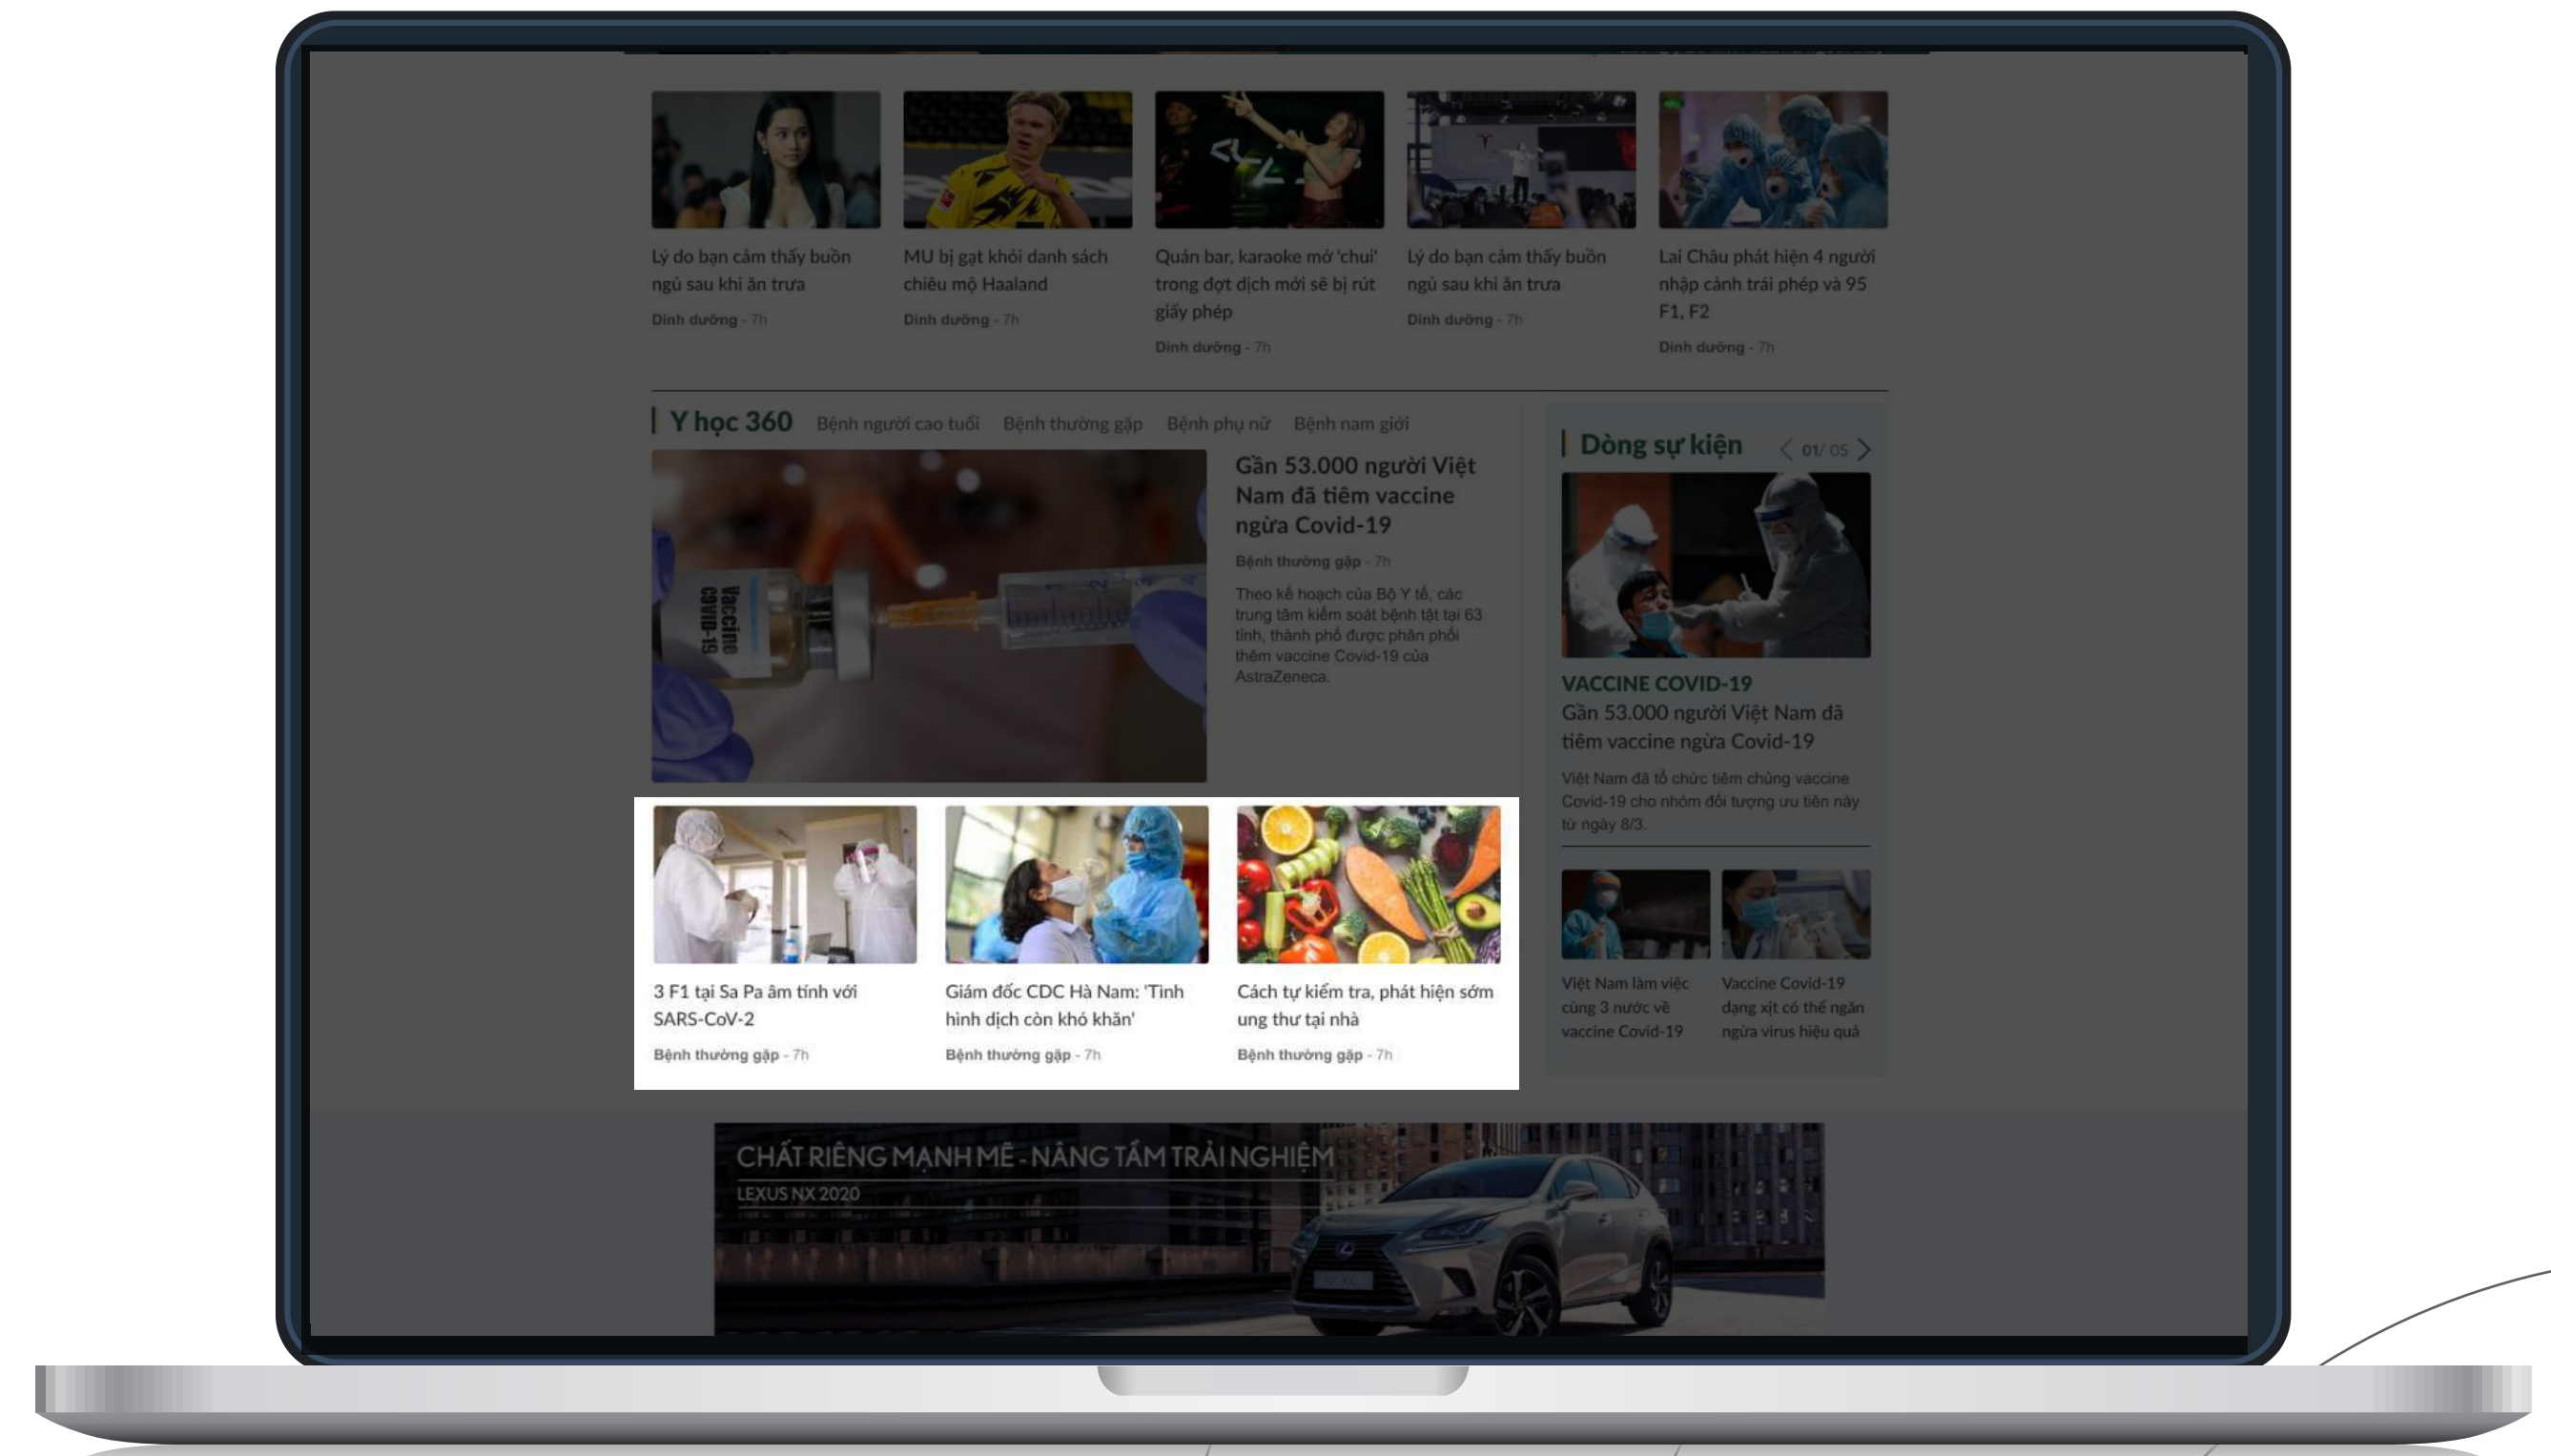 Lý do bạn cảm thấy buồn
ngủ sau khi ăn trưa
Dinh dưỡng - 7h
MU bị gạt khỏi danh sách
chiêu mộ Haaland
Dinh dưỡng - 7h
Quán bar, karaoke mở 'chui'
trong đợt dịch mới sẽ bị rút
giấy phép
Dinh dưỡng - 7h
Lý do bạn cảm thấy buồn
ngủ sau khi ăn trưa
Dinh dưỡng - 7h
Lai Châu phát hiện 4 người
nhập cảnh trái phép và 95
F1, F2
Dinh dưỡng - 7h
Y học 360 Bệnh người cao tuổi Bệnh thường gặp Bệnh phụ nữ Bệnh nam giới
Vaccine
COVID-19
Gần 53.000 người Việt
Nam đã tiêm vaccine
ngừa Covid-19
Bệnh thường gặp - 7h
Theo kế hoạch của Bộ Y tế, các
trung tâm kiểm soát bệnh tật tại 63
tỉnh, thành phố được phân phối
thêm vaccine Covid-19 của
AstraZeneca.
3 F1 tại Sa Pa âm tính với
SARS-CoV-2
Bệnh thường gặp - 7h
Giám đốc CDC Hà Nam: 'Tình
hình dịch còn khó khăn'
Bệnh thường gặp - 7h
Cách tự kiểm tra, phát hiện sớm
ung thư tại nhà
Bệnh thường gặp - 7h
Dòng sự kiện 01/ 05
VACCINE COVID-19
Gần 53.000 người Việt Nam đã
tiêm vaccine ngừa Covid-19
Việt Nam đã tổ chức tiêm chủng vaccine
Covid-19 cho nhóm đối tượng ưu tiên này
từ ngày 8/3.
Việt Nam làm việc
cùng 3 nước về
vaccine Covid-19
Vaccine Covid-19
dạng xịt có thể ngăn
ngừa virus hiệu quả
CHẤT RIÊNG MẠNH MẼ - NÂNG TẦM TRẢI NGHIỆM
LEXUS NX 2020